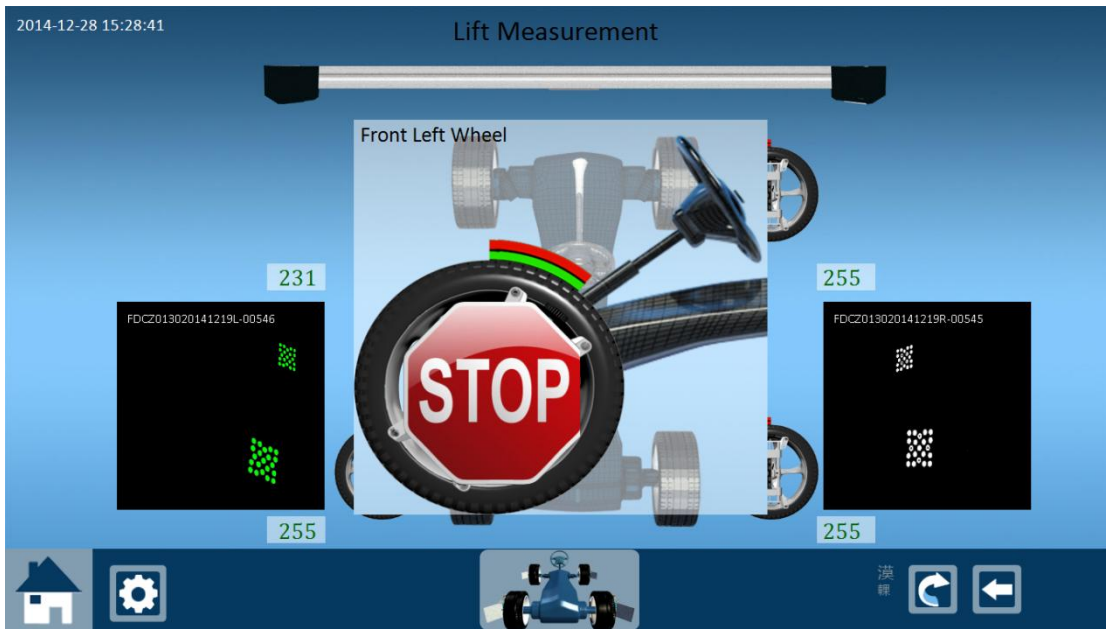 2014-12-28 15:28:41
Lift Measurement
Front Left Wheel
231
255
FDCZ013020141219L-00546
FDCZ013020141219R-00545
STOP
255
255